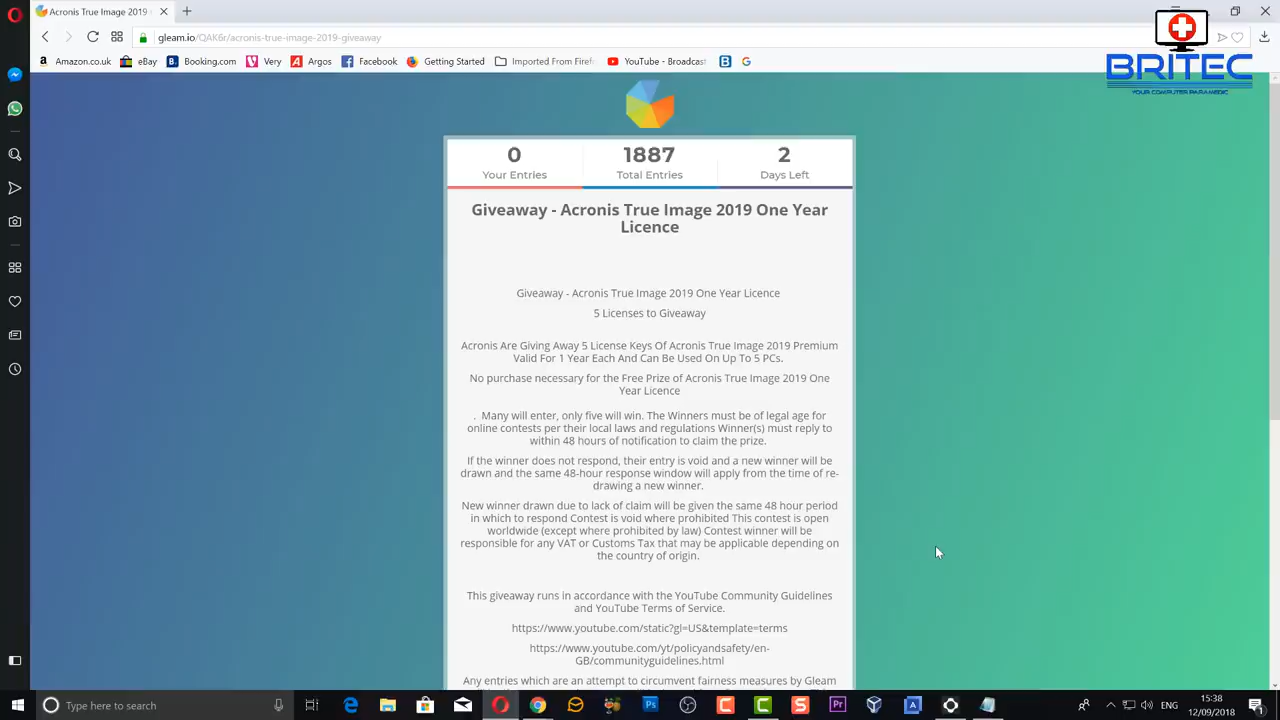 Acronis True Image 2019
gleam.io/QAK6r/acronis-true-image-2019-giveaway
Amazon.co.uk eBay Booking.com Very Argos Facebook Getting Started Imported From Firef YouTube - Broadcast
BRITEC
YOUR COMPUTER PARAMEDIC
0 1887 2
Your Entries Total Entries Days Left
Giveaway - Acronis True Image 2019 One Year
Licence
Giveaway - Acronis True Image 2019 One Year Licence
5 Licenses to Giveaway
Acronis Are Giving Away 5 License Keys Of Acronis True Image 2019 Premium
Valid For 1 Year Each And Can Be Used On Up To 5 PCs.
No purchase necessary for the Free Prize of Acronis True Image 2019 One
Year Licence
. Many will enter, only five will win. The Winners must be of legal age for
online contests per their local laws and regulations Winner(s) must reply to
within 48 hours of notification to claim the prize.
If the winner does not respond, their entry is void and a new winner will be
drawn and the same 48-hour response window will apply from the time of re-
drawing a new winner.
New winner drawn due to lack of claim will be given the same 48 hour period
in which to respond Contest is void where prohibited This contest is open
worldwide (except where prohibited by law) Contest winner will be
responsible for any VAT or Customs Tax that may be applicable depending on
the country of origin.
This giveaway runs in accordance with the YouTube Community Guidelines
and YouTube Terms of Service.
https://www.youtube.com/static?gl=US&template=terms
https://www.youtube.com/yt/policyandsafety/en-
GB/communityguidelines.html
Any entries which are an attempt to circumvent fairness measures by Gleam
Type here to search
15:38
12/09/2018